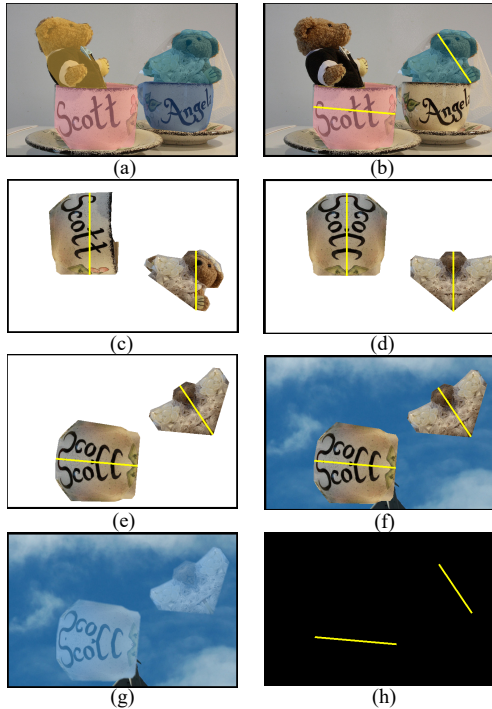 Scott Angel
Scott Angel
(a) (b)
Scott
(c) (d)
(e) (f)
(g) (h)